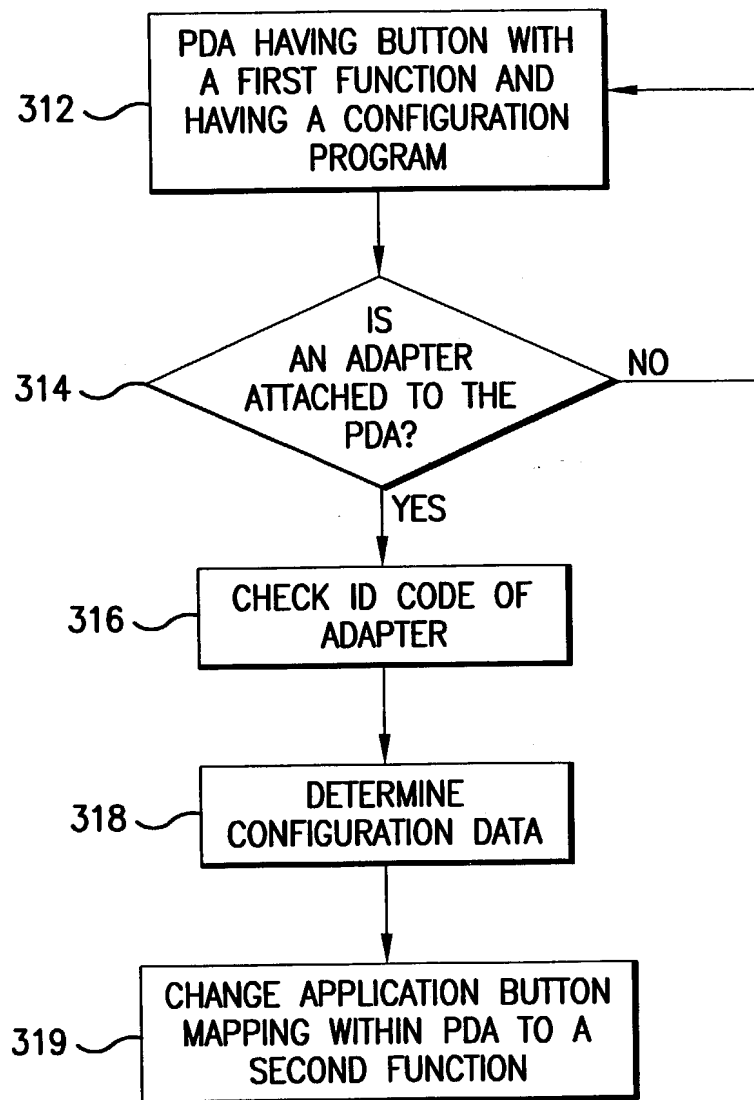 PDA HAVING BUTTON WITH
A FIRST FUNCTION AND
HAVING A CONFIGURATION
PROGRAM
312
IS
AN ADAPTER
ATTACHED TO THE
PDA?
314
NO
YES
CHECK ID CODE OF
ADAPTER
316
DETERMINE
CONFIGURATION DATA
318
CHANGE APPLICATION BUTTON
MAPPING WITHIN PDA TO A
SECOND FUNCTION
319